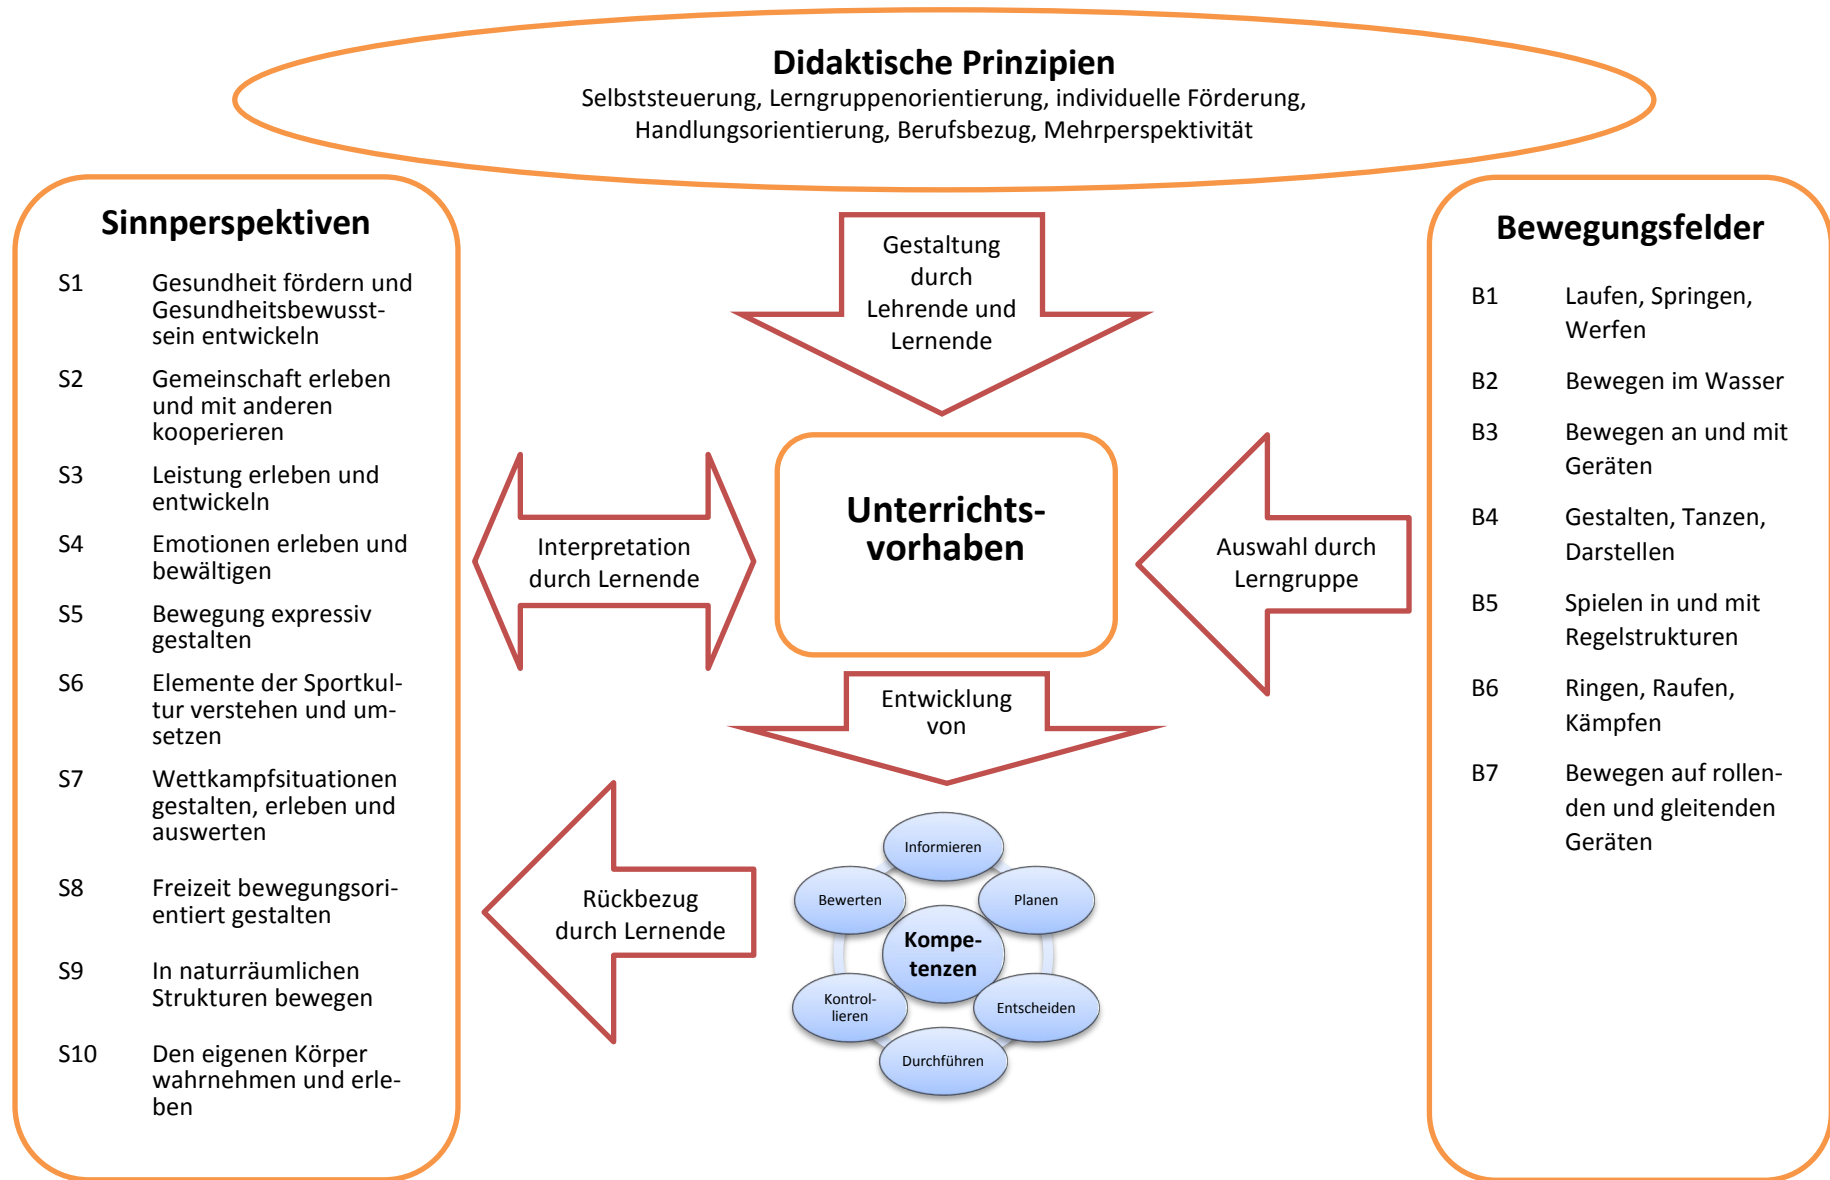 Didaktische Prinzipien
Selbststeuerung, Lerngruppenorientierung, individuelle Förderung,
Handlungsorientierung, Berufsbezug, Mehrperspektivität
Sinnperspektiven
S1 Gesundheit fördern und
Gesundheitsbewusst-
sein entwickeln
S2 Gemeinschaft erleben
und mit anderen
kooperieren
S3 Leistung erleben und
entwickeln
S4 Emotionen erleben und
bewältigen
S5 Bewegung expressiv
gestalten
S6 Elemente der Sportkul-
tur verstehen und um-
setzen
S7 Wettkampfsituationen
gestalten, erleben und
auswerten
S8 Freizeit bewegungsori-
entiert gestalten
S9 In naturräumlichen
Strukturen bewegen
S10 Den eigenen Körper
wahrnehmen und erle-
ben
Gestaltung
durch
Lehrende und
Lernende
Interpretation
durch Lernende
Unterrichts-
vorhaben
Auswahl durch
Lerngruppe
Entwicklung
von
Rückbezug
durch Lernende
Informieren
Bewerten
Planen
Kompe-
tenzen
Kontrol-
lieren
Entscheiden
Durchführen
Bewegungsfelder
B1 Laufen, Springen,
Werfen
B2 Bewegen im Wasser
B3 Bewegen an und mit
Geräten
B4 Gestalten, Tanzen,
Darstellen
B5 Spielen in und mit
Regelstrukturen
B6 Ringen, Raufen,
Kämpfen
B7 Bewegen auf rollen-
den und gleitenden
Geräten